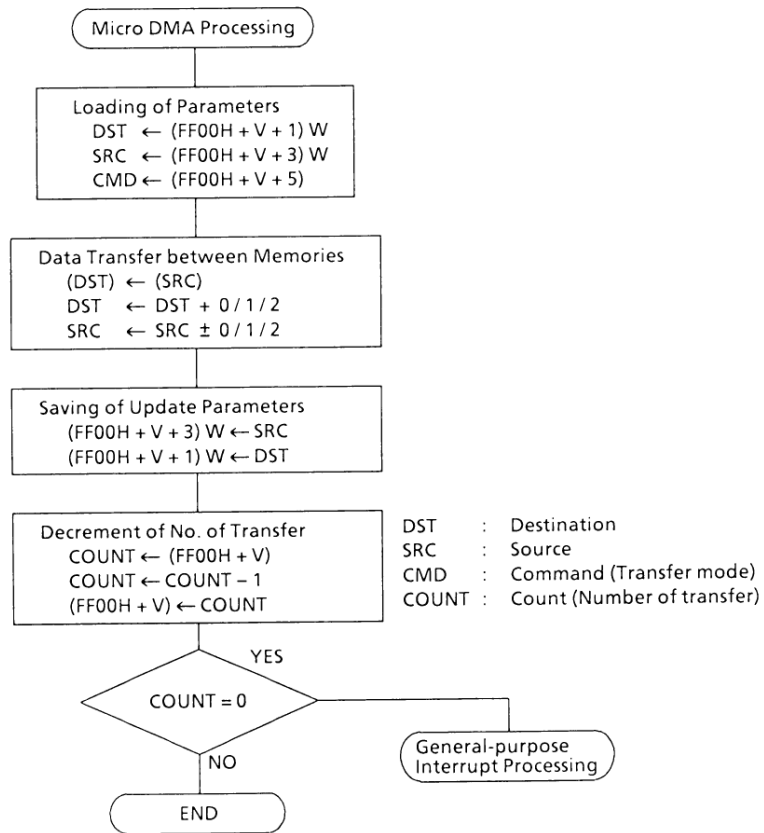 Micro DMA Processing
Loading of Parameters
DST ← (FF00H + V + 1) W
SRC ← (FF00H + V + 3) W
CMD ← (FF00H + V + 5)
Data Transfer between Memories
(DST) ← (SRC)
DST ← DST + 0 / 1 / 2
SRC ← SRC ± 0 / 1 / 2
Saving of Update Parameters
(FF00H + V + 3) W ← SRC
(FF00H + V + 1) W ← DST
Decrement of No. of Transfer
COUNT ← (FF00H + V)
COUNT ← COUNT – 1
(FF00H + V) ← COUNT
DST : Destination
SRC : Source
CMD : Command (Transfer mode)
COUNT : Count (Number of transfer)
YES
COUNT = 0
NO
General-purpose
Interrupt Processing
END